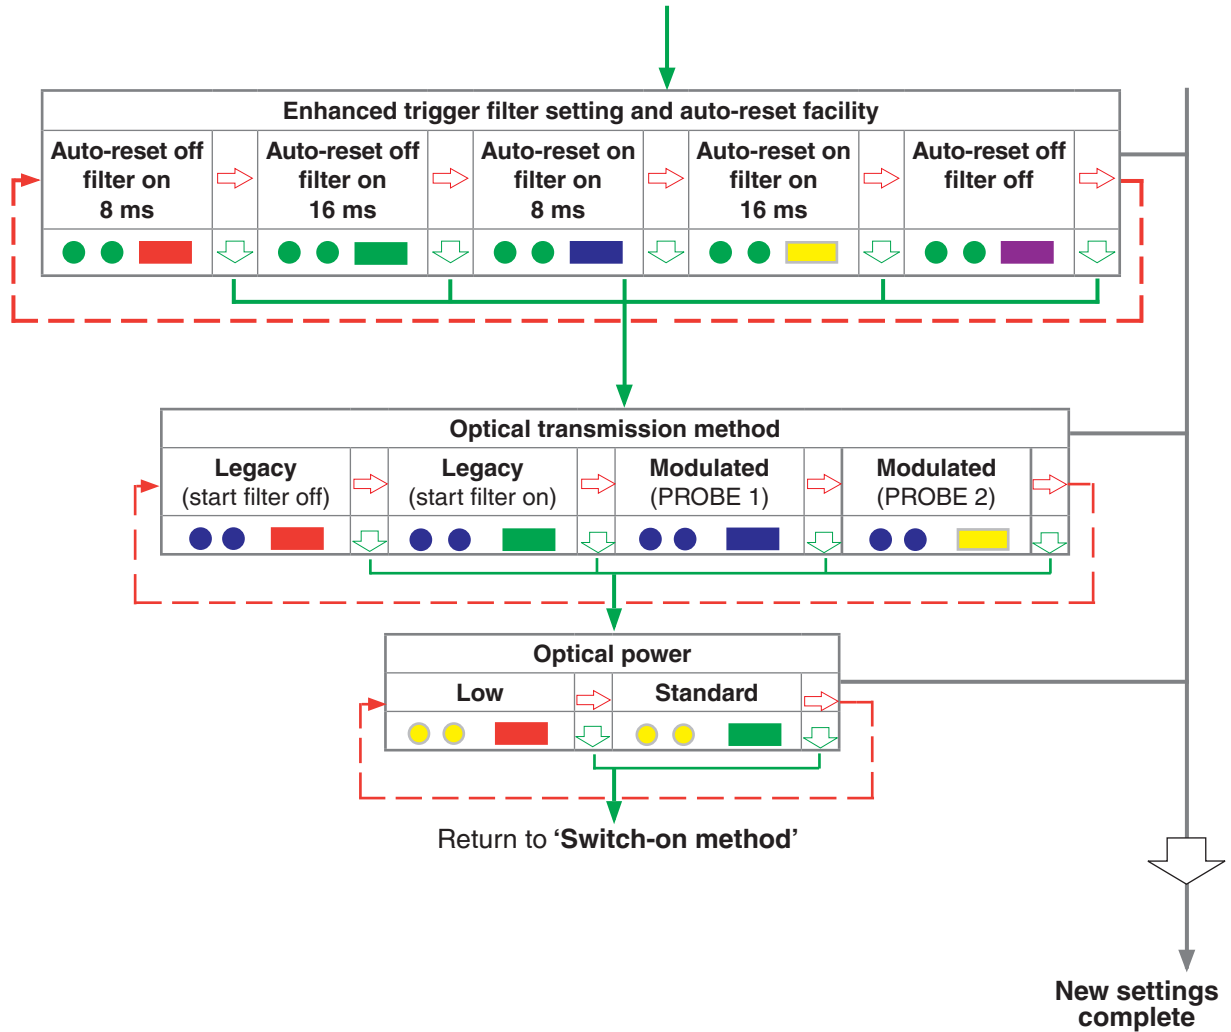 Enhanced trigger filter setting and auto-reset facility
Auto-reset off
filter on
8 ms
Auto-reset off
filter on
16 ms
Auto-reset on
filter on
8 ms
Auto-reset on
filter on
16 ms
Auto-reset off
filter off
Optical transmission method
Legacy
(start filter off)
Legacy
(start filter on)
Modulated
(PROBE 1)
Modulated
(PROBE 2)
Optical power
Low
Standard
Return to ‘Switch-on method’
New settings
complete